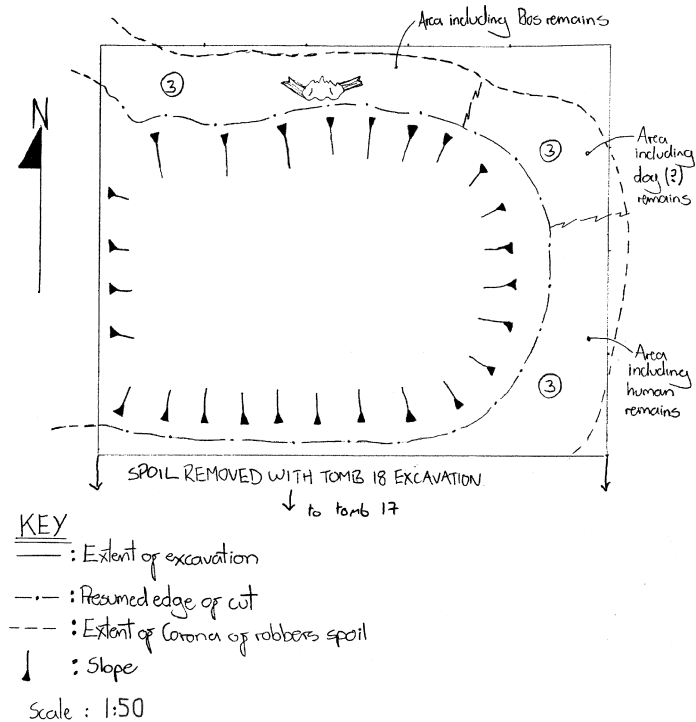 Area including Bos remains
3
N
3
Area
including
dog (?)
remains
Area
including
human
remains
3
SPOIL REMOVED WITH TOMB 18 EXCAVATION
to tomb 17
KEY
: Extent of excavation
: Presumed edge of cut
: Extent of Corona of robbers spoil
: Slope
Scale : 1:50